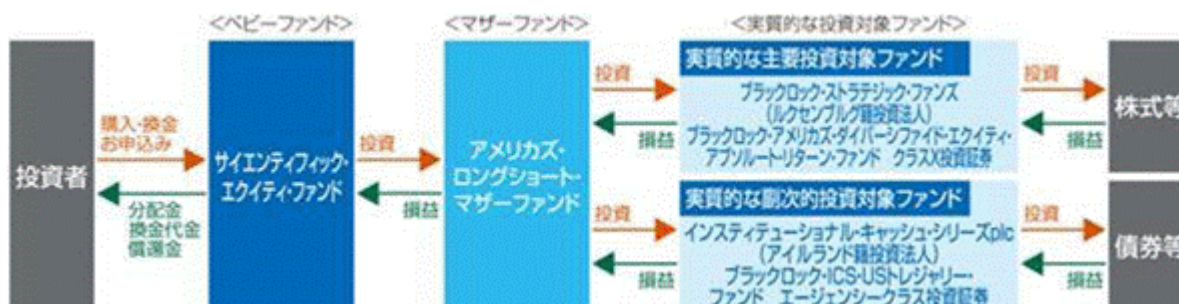 <ベビーファンド>
<マザーファンド>
<実質的な投資対象ファンド>
投資者
購入・換金
お申込み
分配金
換金代金
償還金
サイエンティフィック・
エクイティ・ファンド
投資
損益
アメリカズ・
ロングショート・
マザーファンド
投資
損益
実質的な主要投資対象ファンド
ブラックロック・ストラテジック・ファンズ
(ルクセンブルグ籍投資法人)
ブラックロック・アメリカズ・ダイバーシファイド・エクイティ・
アブソルート・リターン・ファンド クラスX投資証券
投資
損益
株式等
投資
損益
実質的な副次的投資対象ファンド
インスティテューショナル・キャッシュ・シリーズplc
(アイルランド籍投資法人)
ブラックロック・ICS・USトレジャリー・
ファンド エージェンシークラス投資証券
投資
損益
債券等